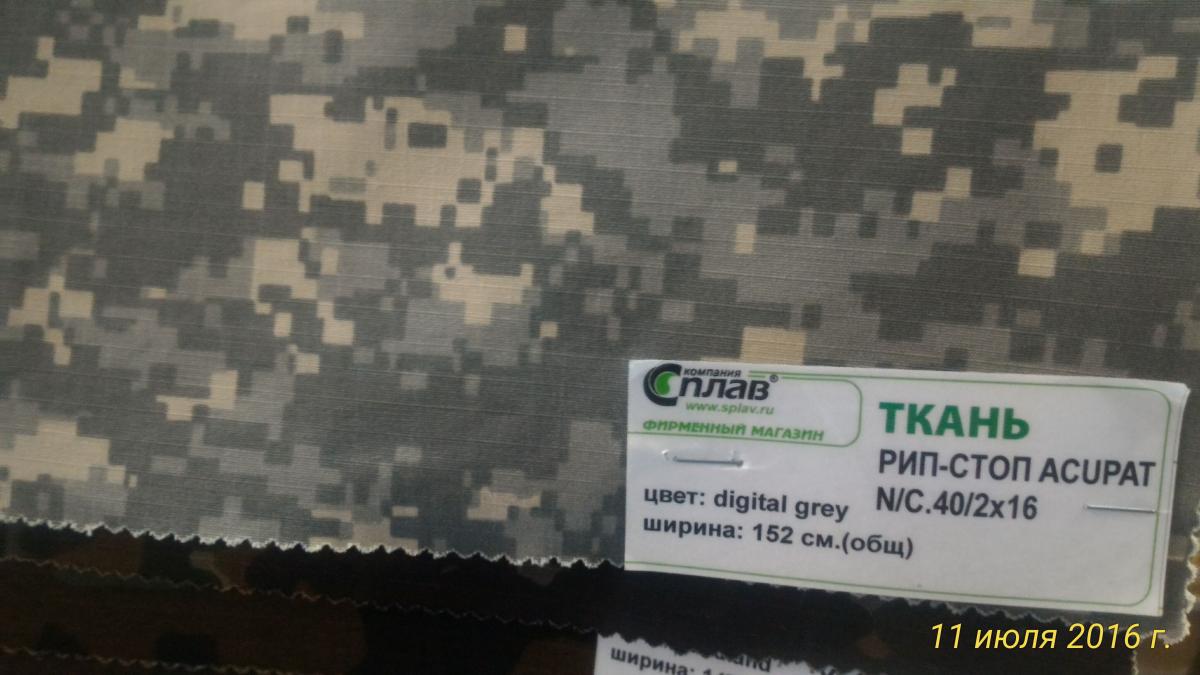 компания
Сплав®
www.splav.ru
ФИРМЕННЫЙ МАГАЗИН
ТКАНЬ
РИП-СТОП ACUPAT
N/C.40/2x16
цвет: digital grey
ширина: 152 см.(общ)
ширина:
11 июля 2016 г.